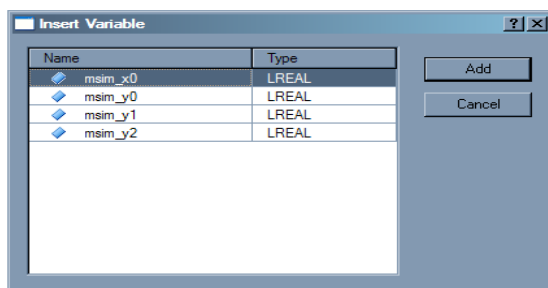 Insert Variable
Name Type
msim_x0 LREAL
msim_y0 LREAL
msim_y1 LREAL
msim_y2 LREAL
Add
Cancel